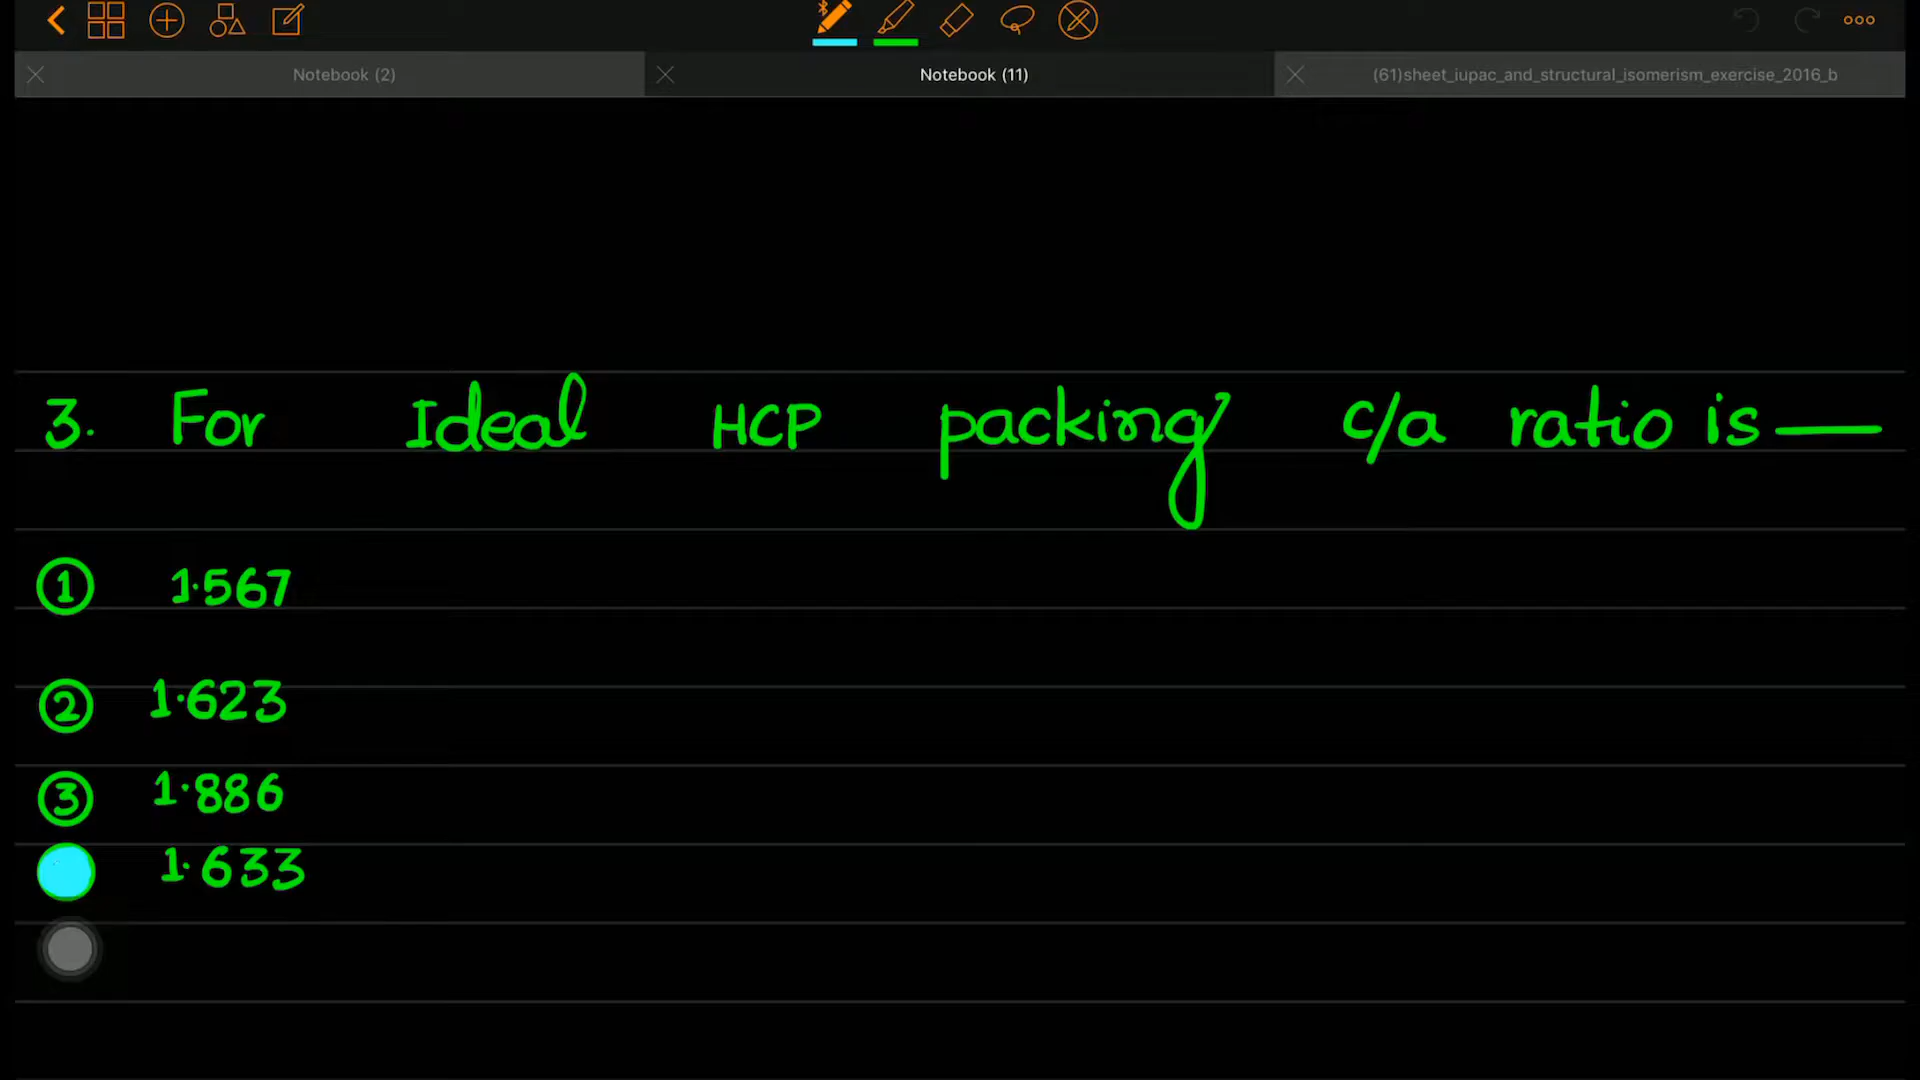 Notebook (2) Notebook (11) (61)sheet_iupac_and_structural_isomerism_exercise_2016_b
3. For Ideal HCP packing c/a ratio is —
① 1.567
② 1.623
③ 1.886
1.633